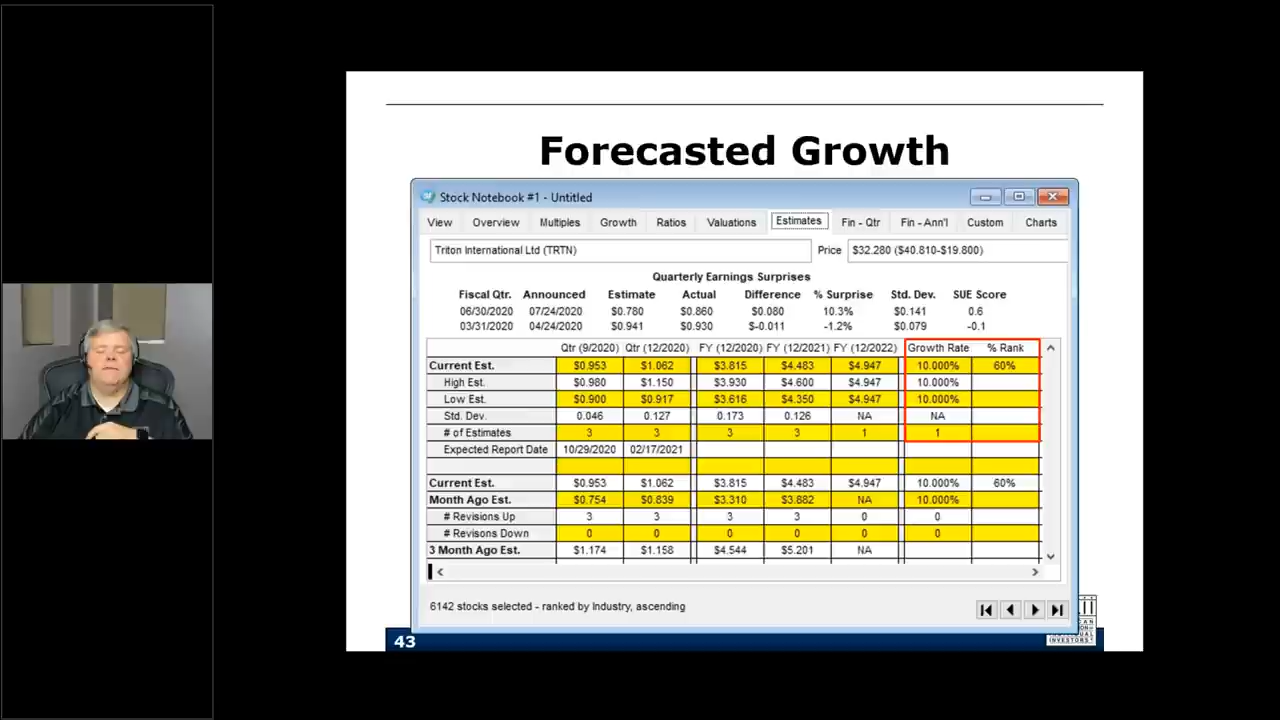 Forecasted Growth
Stock Notebook #1 - Untitled
View Overview Multiples Growth Ratios Valuations Estimates Fin - Qtr Fin - Ann'l Custom Charts
Triton International Ltd (TRTN) Price $32.280 ($40.810-$19.800)
Quarterly Earnings Surprises
Fiscal Qtr. Announced Estimate Actual Difference % Surprise Std. Dev. SUE Score
06/30/2020 07/24/2020 $0.780 $0.860 $0.080 10.3% $0.141 0.6
03/31/2020 04/24/2020 $0.941 $0.930 $-0.011 -1.2% $0.079 -0.1
Qtr (9/2020) Qtr (12/2020) FY (12/2020) FY (12/2021) FY (12/2022) Growth Rate % Rank
Current Est. $0.953 $1.062 $3.815 $4.483 $4.947 10.000% 60%
High Est. $0.980 $1.150 $3.930 $4.600 $4.947 10.000%
Low Est. $0.900 $0.917 $3.616 $4.350 $4.947 10.000%
Std. Dev. 0.046 0.127 0.173 0.126 NA NA
# of Estimates 3 3 3 3 1 1
Expected Report Date 10/29/2020 02/17/2021
Current Est. $0.953 $1.062 $3.815 $4.483 $4.947 10.000% 60%
Month Ago Est. $0.754 $0.839 $3.310 $3.882 NA 10.000%
# Revisions Up 3 3 3 3 0 0
# Revisons Down 0 0 0 0 0 0
3 Month Ago Est. $1.174 $1.158 $4.544 $5.201 NA
6142 stocks selected - ranked by Industry, ascending
43